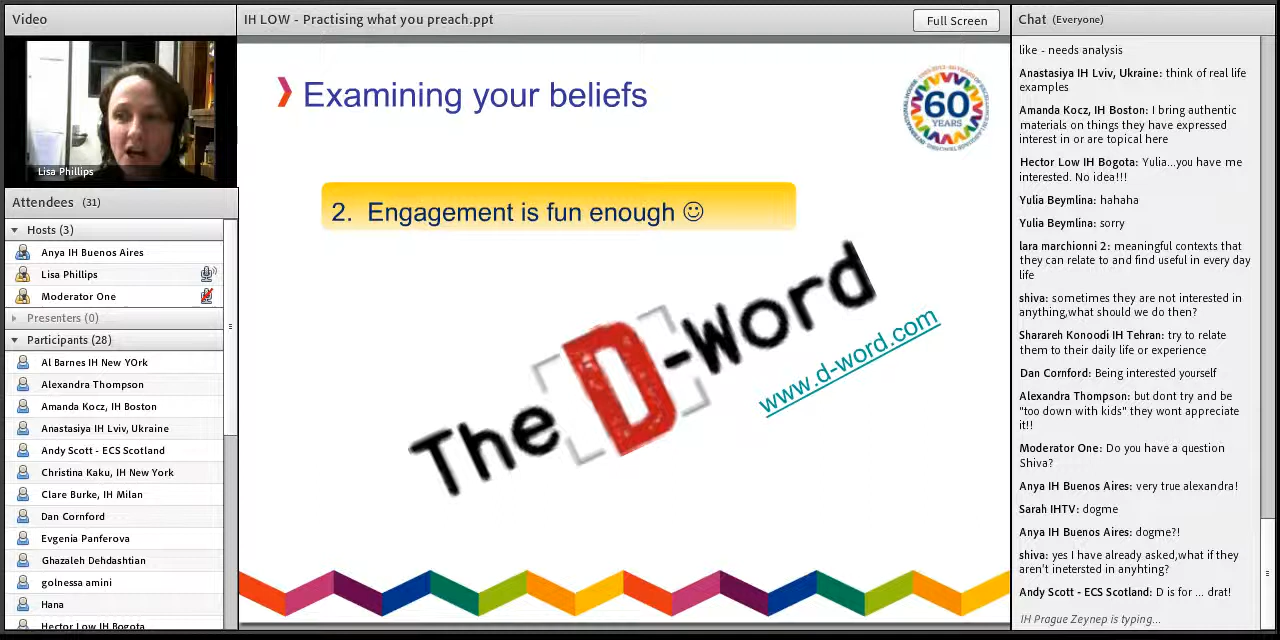 Video
Lisa Phillips
Attendees (31)
Hosts (3)
Anya IH Buenos Aires
Lisa Phillips
Moderator One
Presenters (0)
Participants (28)
Al Barnes IH New YOrk
Alexandra Thompson
Amanda Kocz, IH Boston
Anastasiya IH Lviv, Ukraine
Andy Scott - ECS Scotland
Christina Kaku, IH New York
Clare Burke, IH Milan
Dan Cornford
Evgenia Panferova
Ghazaleh Dehdashtian
golnessa amini
Hana
Hector Low IH Bogota
IH LOW - Practising what you preach.ppt
Full Screen
Examining your beliefs
60
YEARS
2. Engagement is fun enough ☺
The D-Word
www.d-word.com
Chat (Everyone)
like - needs analysis
Anastasiya IH Lviv, Ukraine: think of real life
examples
Amanda Kocz, IH Boston: I bring authentic
materials on things they have expressed
interest in or are topical here
Hector Low IH Bogota: Yulia...you have me
interested. No idea!!!
Yulia Beymlina: hahaha
Yulia Beymlina: sorry
lara marchionni 2: meaningful contexts that
they can relate to and find useful in every day
life
shiva: sometimes they are not interested in
anything,what should we do then?
Sharareh Konoodi IH Tehran: try to relate
them to their daily life or experience
Dan Cornford: Being interested yourself
Alexandra Thompson: but dont try and be
"too down with kids" they wont appreciate
it!!
Moderator One: Do you have a question
Shiva?
Anya IH Buenos Aires: very true alexandra!
Sarah IHTV: dogme
Anya IH Buenos Aires: dogme?!
shiva: yes I have already asked,what if they
aren't inetersted in anyhting?
Andy Scott - ECS Scotland: D is for ... drat!
IH Prague Zeynep is typing...